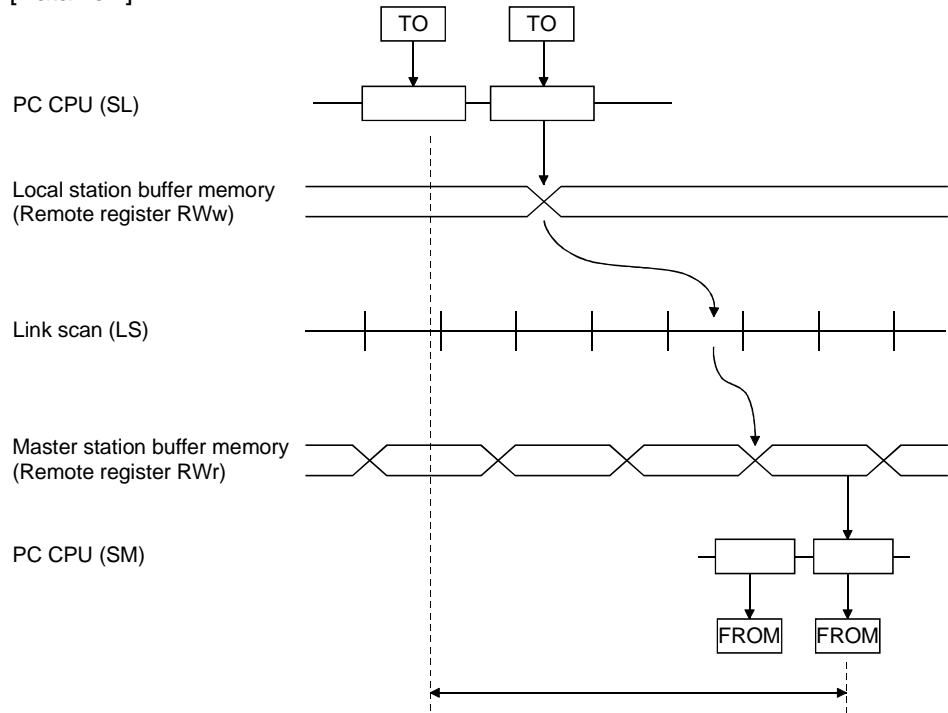 TO
TO
PC CPU (SL)
Local station buffer memory
(Remote register RWw)
Link scan (LS)
Master station buffer memory
(Remote register RWr)
PC CPU (SM)
FROM
FROM